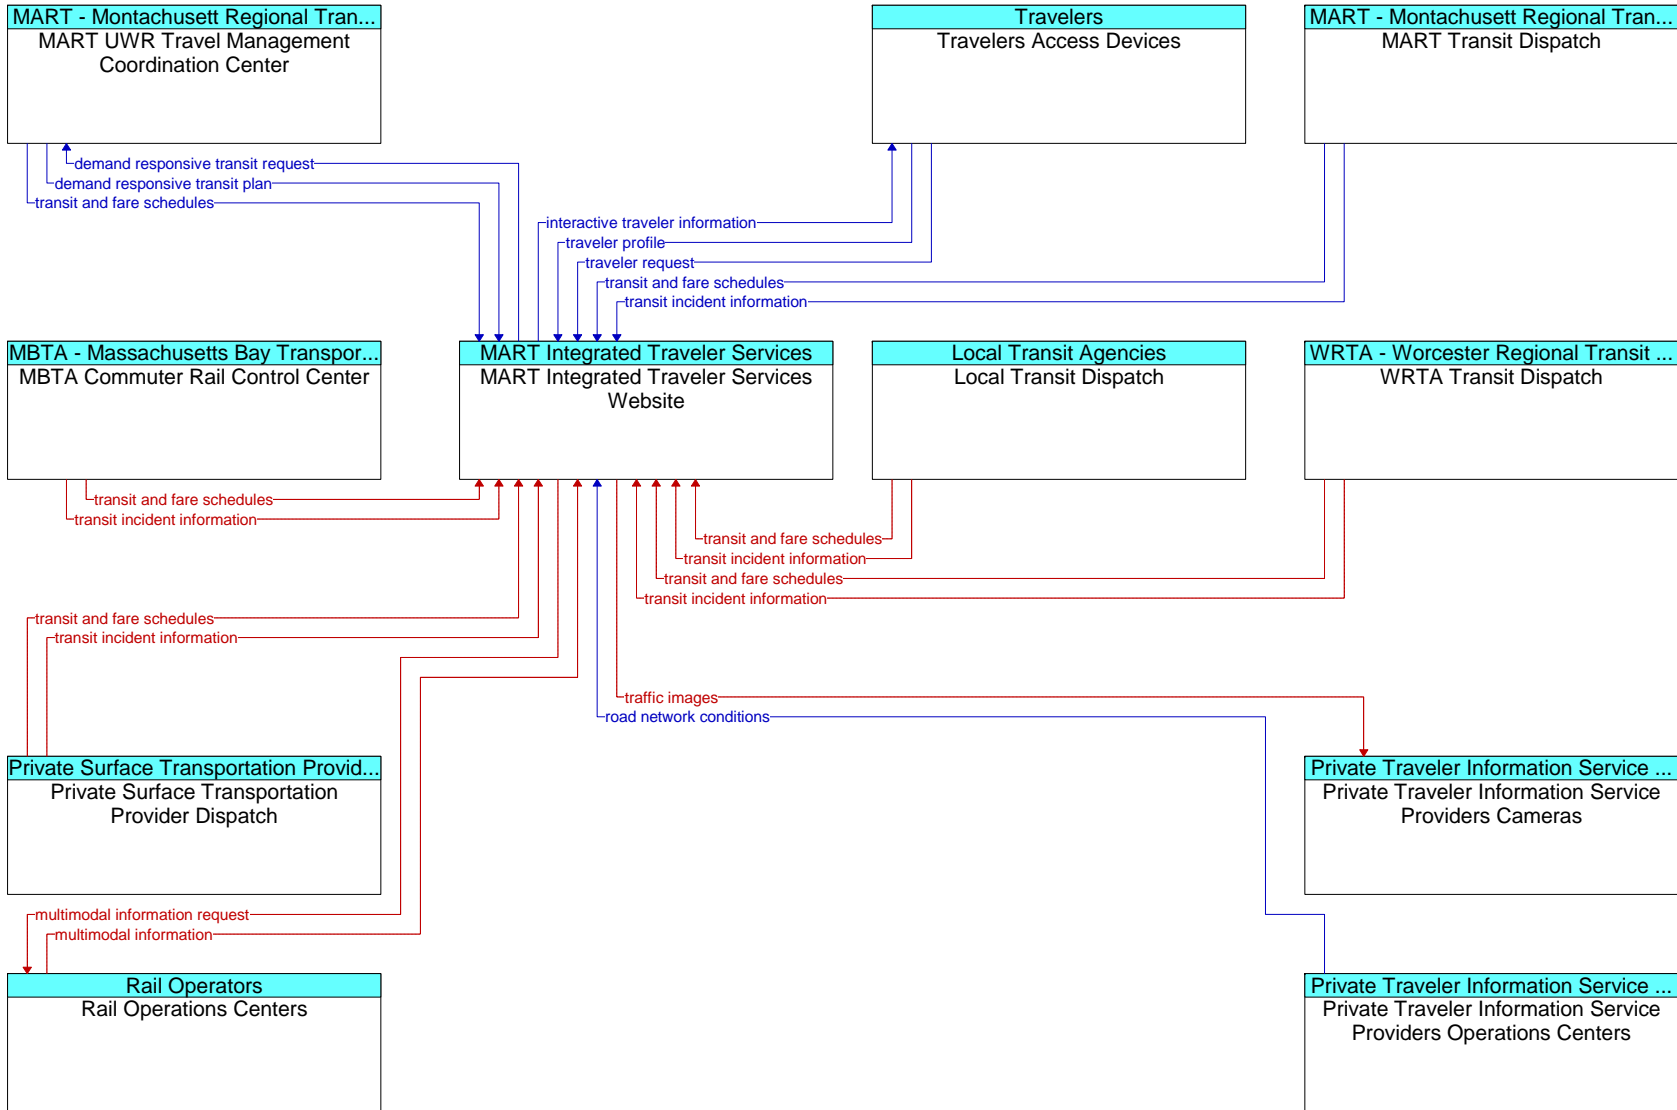 MART - Montachusett Regional Tran...
MART UWR Travel Management
Coordination Center
Travelers
Travelers Access Devices
MART - Montachusett Regional Tran...
MART Transit Dispatch
demand responsive transit request
demand responsive transit plan
transit and fare schedules
interactive traveler information
traveler profile
traveler request
transit and fare schedules
transit incident information
MBTA - Massachusetts Bay Transpor...
MBTA Commuter Rail Control Center
MART Integrated Traveler Services
MART Integrated Traveler Services
Website
Local Transit Agencies
Local Transit Dispatch
WRTA - Worcester Regional Transit ...
WRTA Transit Dispatch
transit and fare schedules
transit incident information
transit and fare schedules
transit incident information
transit and fare schedules
transit incident information
transit and fare schedules
transit incident information
traffic images
road network conditions
Private Surface Transportation Provid...
Private Surface Transportation
Provider Dispatch
Private Traveler Information Service ...
Private Traveler Information Service
Providers Cameras
multimodal information request
multimodal information
Rail Operators
Rail Operations Centers
Private Traveler Information Service ...
Private Traveler Information Service
Providers Operations Centers